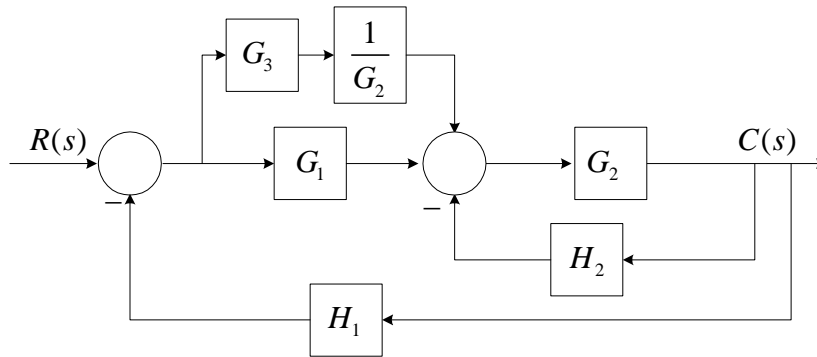 G₃
1
G₂
R(s)
G₁
G₂
C(s)
−
−
H₂
H₁